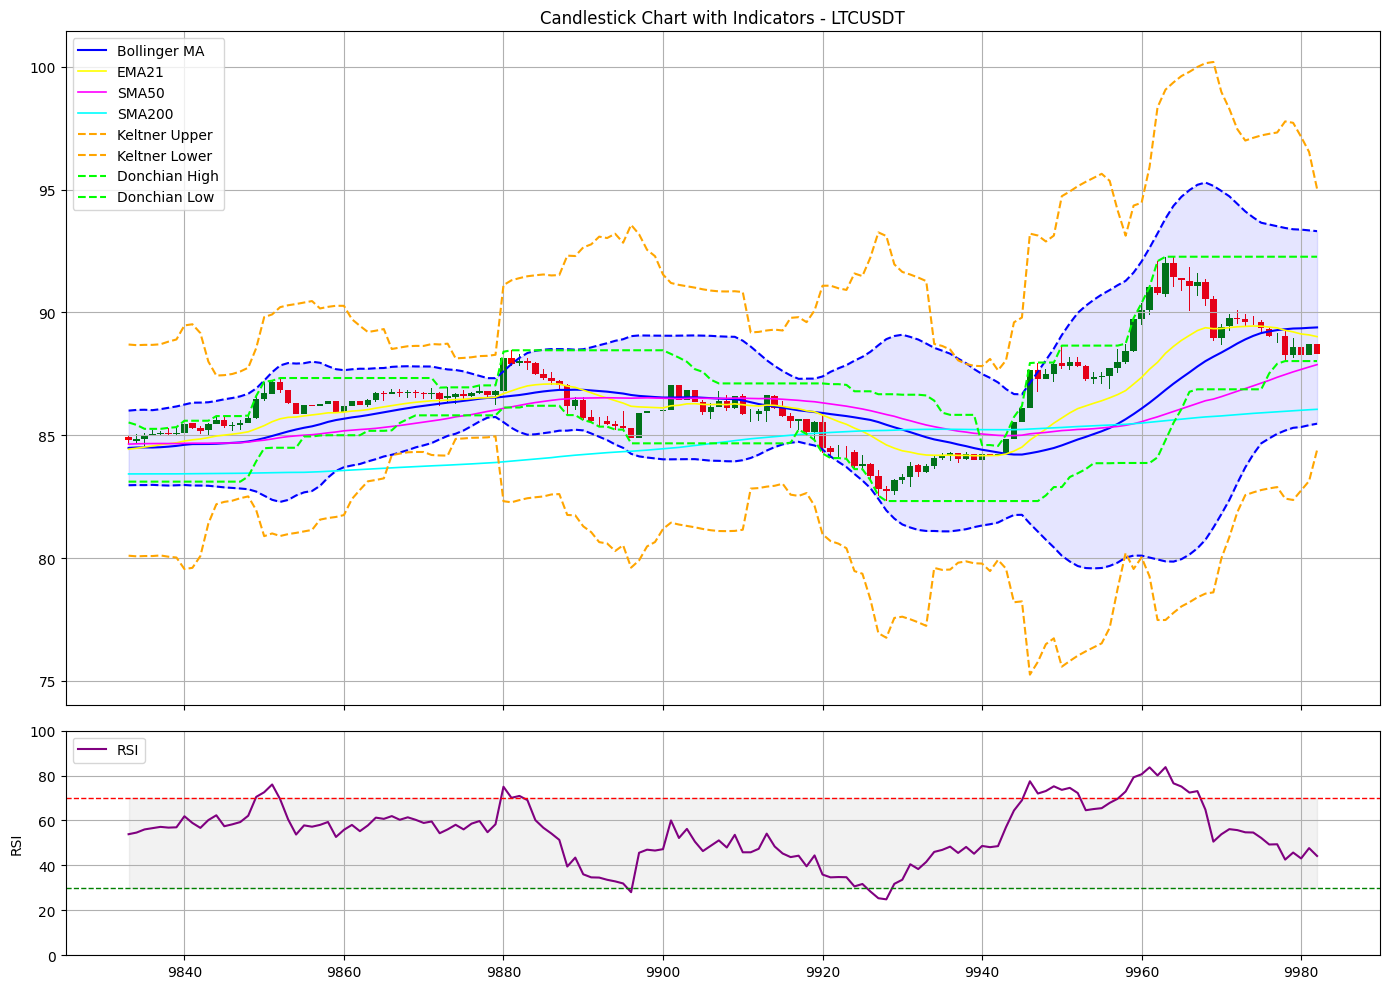 Candlestick Chart with Indicators - LTCUSDT
Bollinger MA
EMA21
SMA50
SMA200
Keltner Upper
Keltner Lower
Donchian High
Donchian Low
100
95
90
85
80
75
RSI
100
80
60
40
20
0
RSI
9840
9860
9880
9900
9920
9940
9960
9980